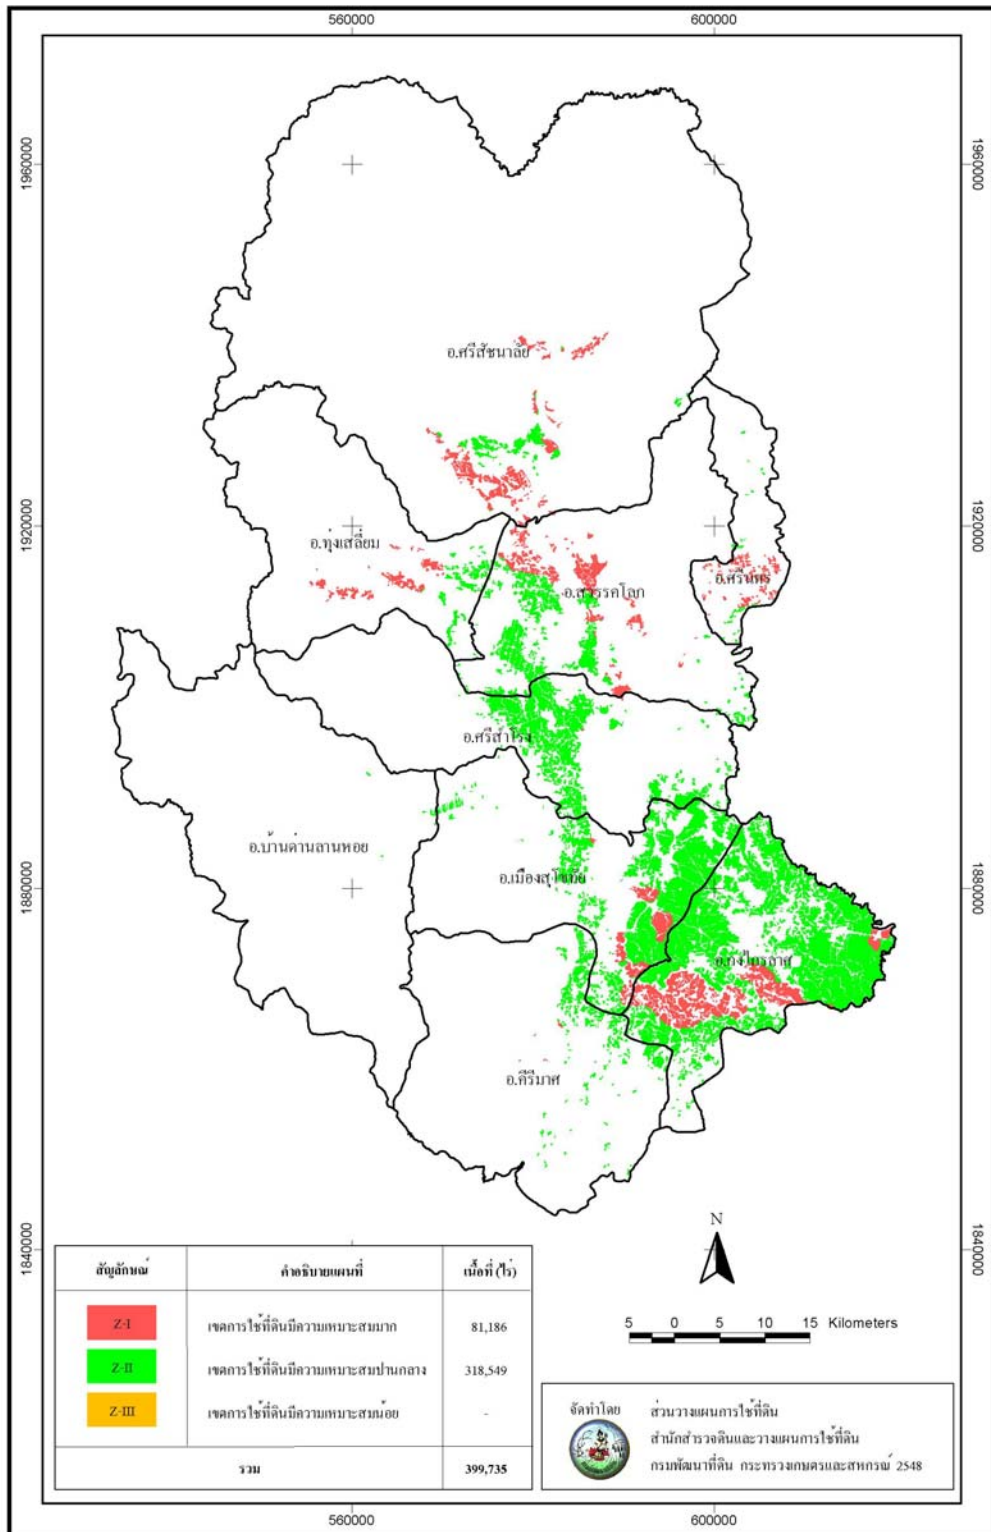 560000
600000
1960000
1960000
อ.ศรีสัชนาลัย
1920000
1920000
อ.ทุ่งเสลี่ยม
อ.ศรีนคร
อ.สวรรคโลก
อ.ศรีสำโรง
อ.บ้านด่านลานหอย
อ.เมืองสุโขทัย
1880000
1880000
อ.กงไกรลาศ
อ.คีรีมาศ
N
1840000
1840000
สัญลักษณ์ คำอธิบายแผนที่ เนื้อที่ (ไร่)
Z-I เขตการใช้ที่ดินมีความเหมาะสมมาก 81,186
Z-II เขตการใช้ที่ดินมีความเหมาะสมปานกลาง 318,549
Z-III เขตการใช้ที่ดินมีความเหมาะสมน้อย -
รวม 399,735
5 0 5 10 15 Kilometers
จัดทำโดย ส่วนวางแผนการใช้ที่ดิน
สำนักสำรวจดินและวางแผนการใช้ที่ดิน
กรมพัฒนาที่ดิน กระทรวงเกษตรและสหกรณ์ 2548
560000
600000